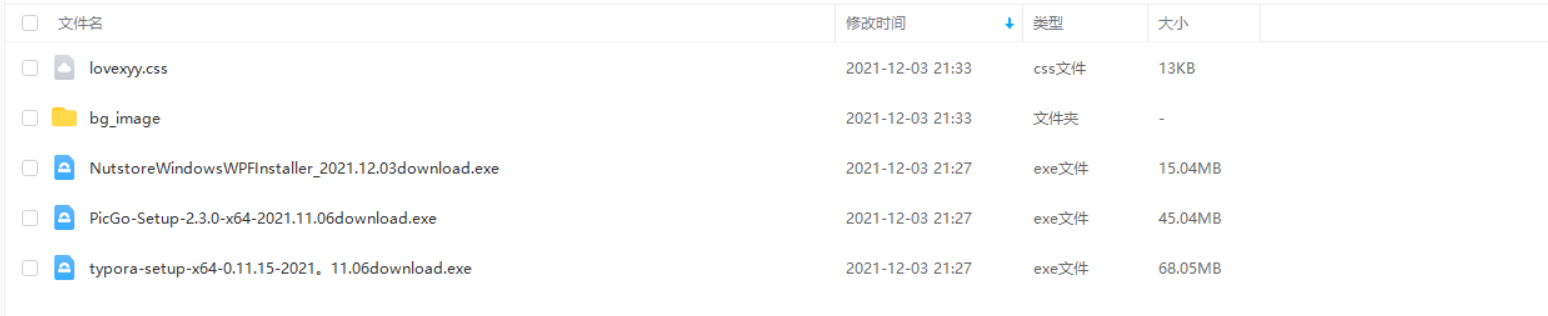 文件名 修改时间 类型 大小
lovexyy.css 2021-12-03 21:33 css文件 13KB
bg_image 2021-12-03 21:33 文件夹 -
NutstoreWindowsWPFInstaller_2021.12.03download.exe 2021-12-03 21:27 exe文件 15.04MB
PicGo-Setup-2.3.0-x64-2021.11.06download.exe 2021-12-03 21:27 exe文件 45.04MB
typora-setup-x64-0.11.15-2021。11.06download.exe 2021-12-03 21:27 exe文件 68.05MB